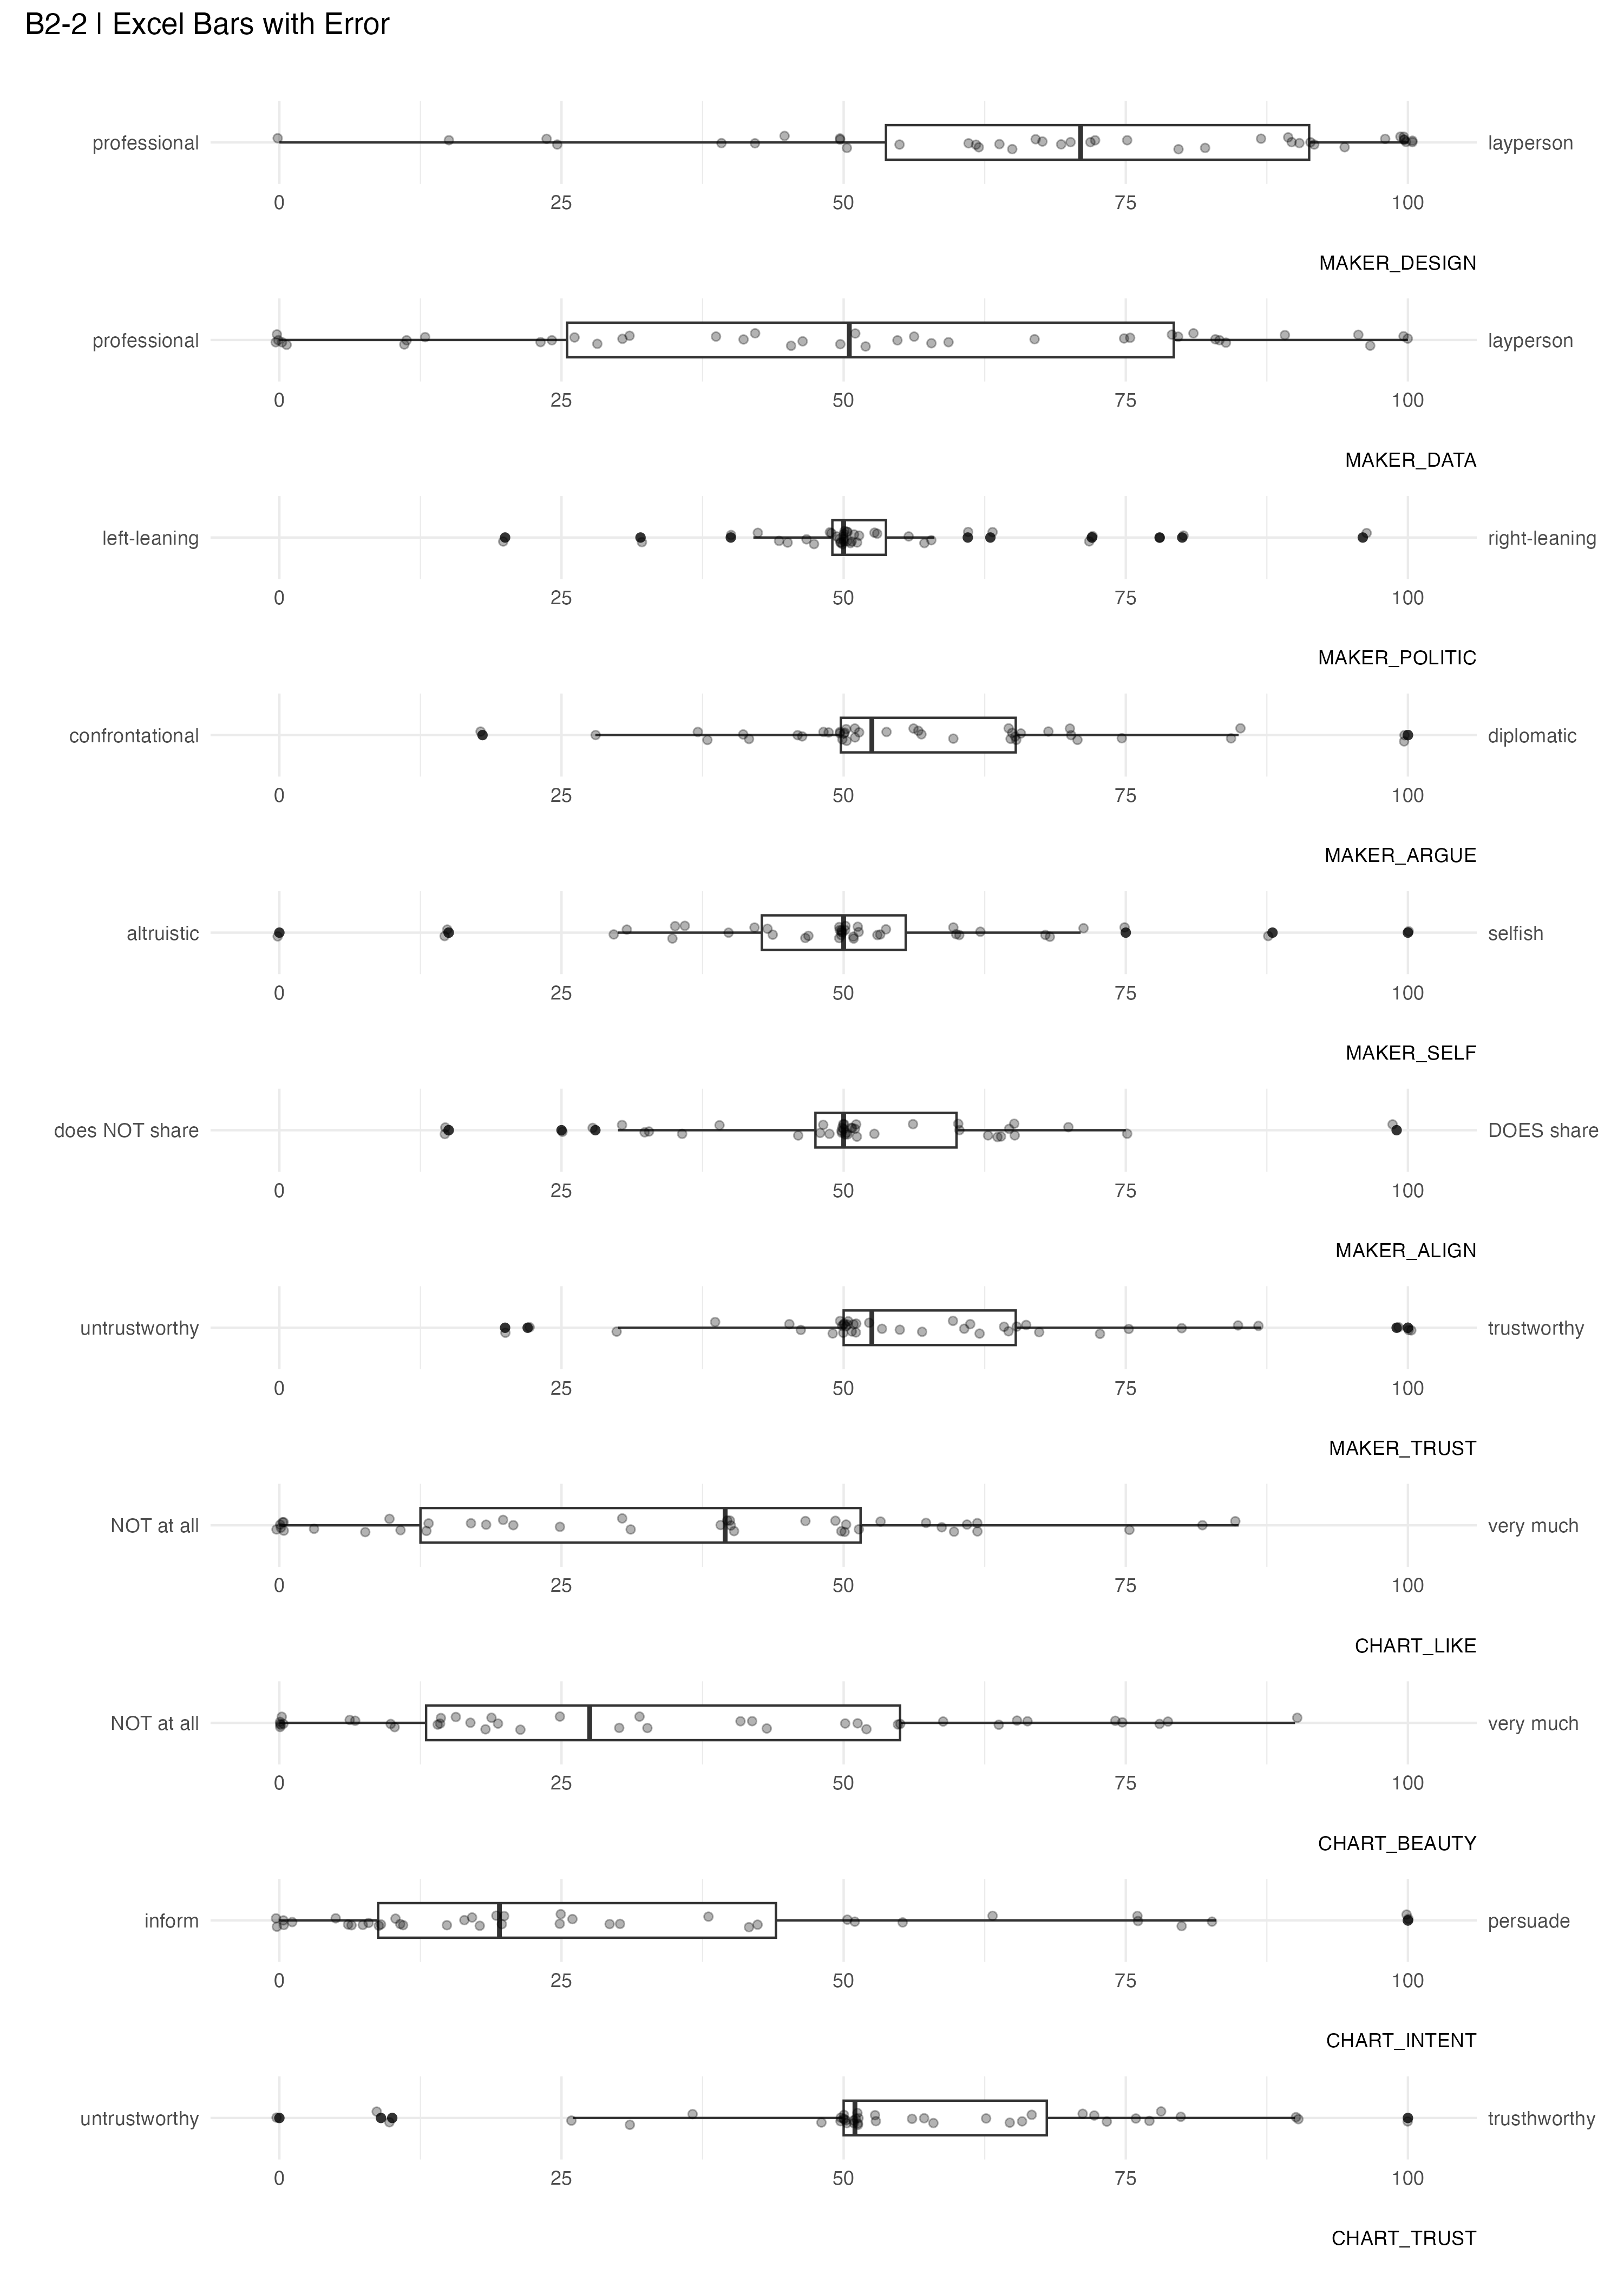 B2-2 | Excel Bars with Error
professional layperson
0 25 50 75 100
MAKER_DESIGN
professional layperson
0 25 50 75 100
MAKER_DATA
left-leaning right-leaning
0 25 50 75 100
MAKER_POLITIC
confrontational diplomatic
0 25 50 75 100
MAKER_ARGUE
altruistic selfish
0 25 50 75 100
MAKER_SELF
does NOT share DOES share
0 25 50 75 100
MAKER_ALIGN
untrustworthy trustworthy
0 25 50 75 100
MAKER_TRUST
NOT at all very much
0 25 50 75 100
CHART_LIKE
NOT at all very much
0 25 50 75 100
CHART_BEAUTY
inform persuade
0 25 50 75 100
CHART_INTENT
untrustworthy trusthworthy
0 25 50 75 100
CHART_TRUST